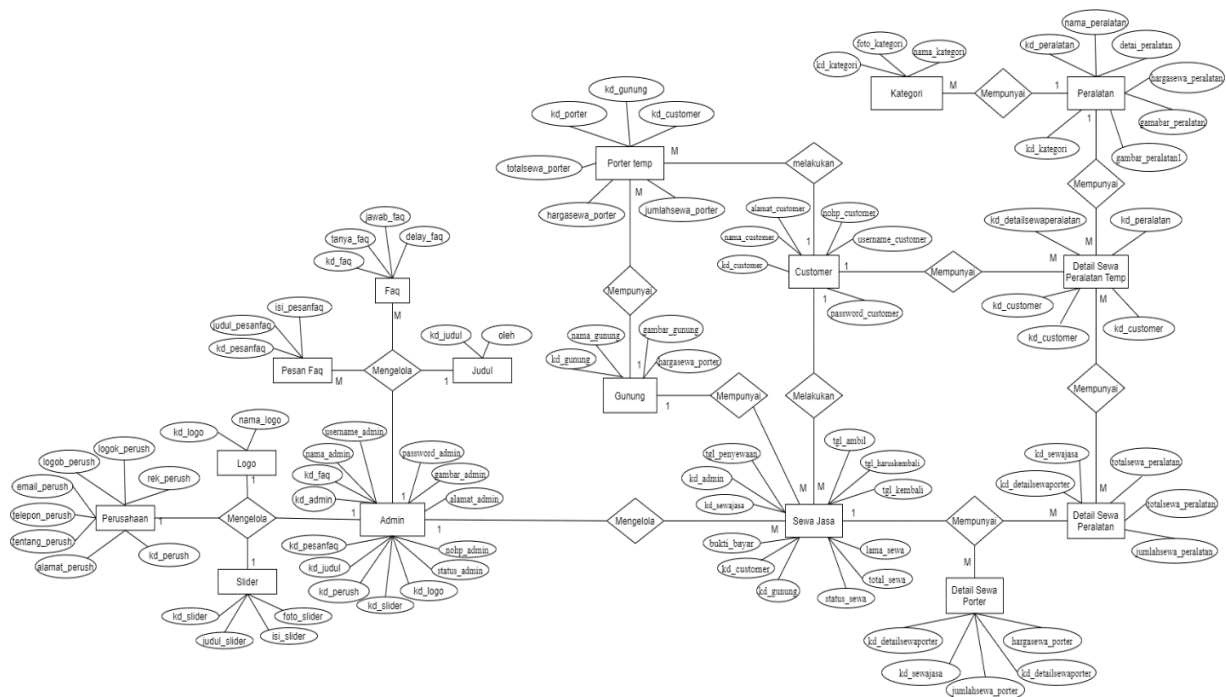 nama_peralatan
foto_kategori
kd_peralatan
detai_peralatan
nama_kategori
kd_kategori
hargasewa_peralatan
Kategori
M
Mempunyai
1
Peralatan
gamabar_peralatan
1
kd_kategori
gambar_peralatan1
kd_gunung
kd_porter
kd_customer
Porter temp
M
melakukan
totalsewa_porter
M
hargasewa_porter
jumlahsewa_porter
Mempunyai
M
kd_detailsewaperalatan
kd_peralatan
alamat_customer
nohp_customer
nama_customer
username_customer
1
kd_customer
Customer
1
Mempunyai
M
Detail Sewa
Peralatan Temp
1
M
password_customer
kd_customer
kd_customer
kd_customer
jawab_faq
tanya_faq
delay_faq
kd_faq
Faq
M
isi_pesanfaq
judul_pesanfaq
kd_pesanfaq
kd_judul
oleh
Pesan Faq
M
Mengelola
1
Judul
Mempunyai
nama_gunung
gambar_gunung
kd_gunung
1
hargasewa_porter
Gunung
1
Mempunyai
Melakukan
Mempunyai
nama_logo
kd_logo
Logo
1
username_admin
nama_admin
password_admin
kd_faq
gambar_admin
kd_admin
1
alamat_admin
logok_perush
logob_perush
rek_perush
email_perush
telepon_perush
Perusahaan
1
Mengelola
1
Admin
1
tentang_perush
alamat_perush
kd_perush
kd_pesanfaq
nohp_admin
kd_judul
status_admin
kd_perush
kd_logo
kd_slider
1
Slider
kd_slider
foto_slider
judul_slider
isi_slider
Mengelola
tgl_ambil
tgl_penyewaan
tgl_haruskembali
kd_admin
tgl_kembali
kd_sewajasa
M
M
M
Sewa Jasa
1
bukti_bayar
lama_sewa
kd_customer
total_sewa
kd_gunung
status_sewa
Mempunyai
M
M
kd_sewajasa
totalsewa_peralatan
kd_detailsewaporter
M
Detail Sewa
Peralatan
totalsewa_peralatan
jumlahsewa_peralatan
Detail Sewa
Porter
kd_detailsewaporter
hargasewa_porter
kd_sewajasa
kd_detailsewaporter
jumlahsewa_porter